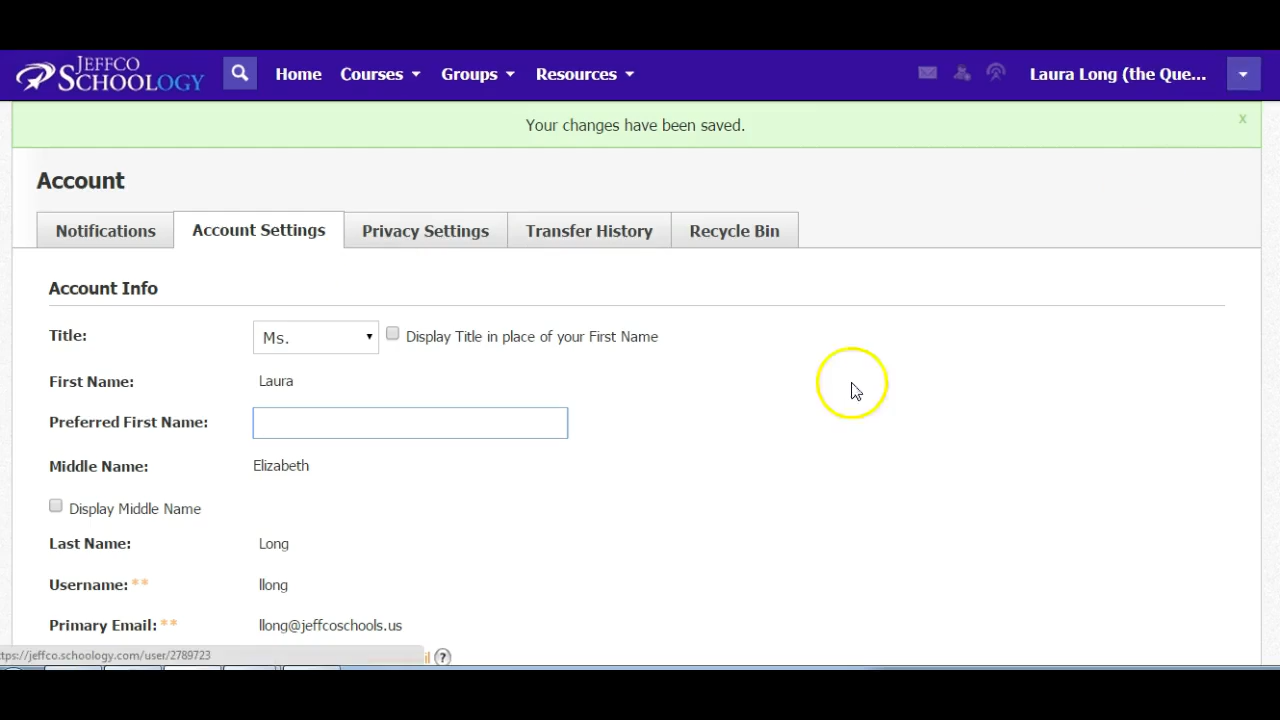 JEFFCO SCHOOLOGY Home Courses Groups Resources Laura Long (the Que...
Your changes have been saved. x
Account
Notifications Account Settings Privacy Settings Transfer History Recycle Bin
Account Info
Title: Ms. Display Title in place of your First Name
First Name: Laura
Preferred First Name:
Middle Name: Elizabeth
Display Middle Name
Last Name: Long
Username: ** llong
Primary Email: ** llong@jeffcoschools.us
ttps://jeffco.schoology.com/user/2789723 ?